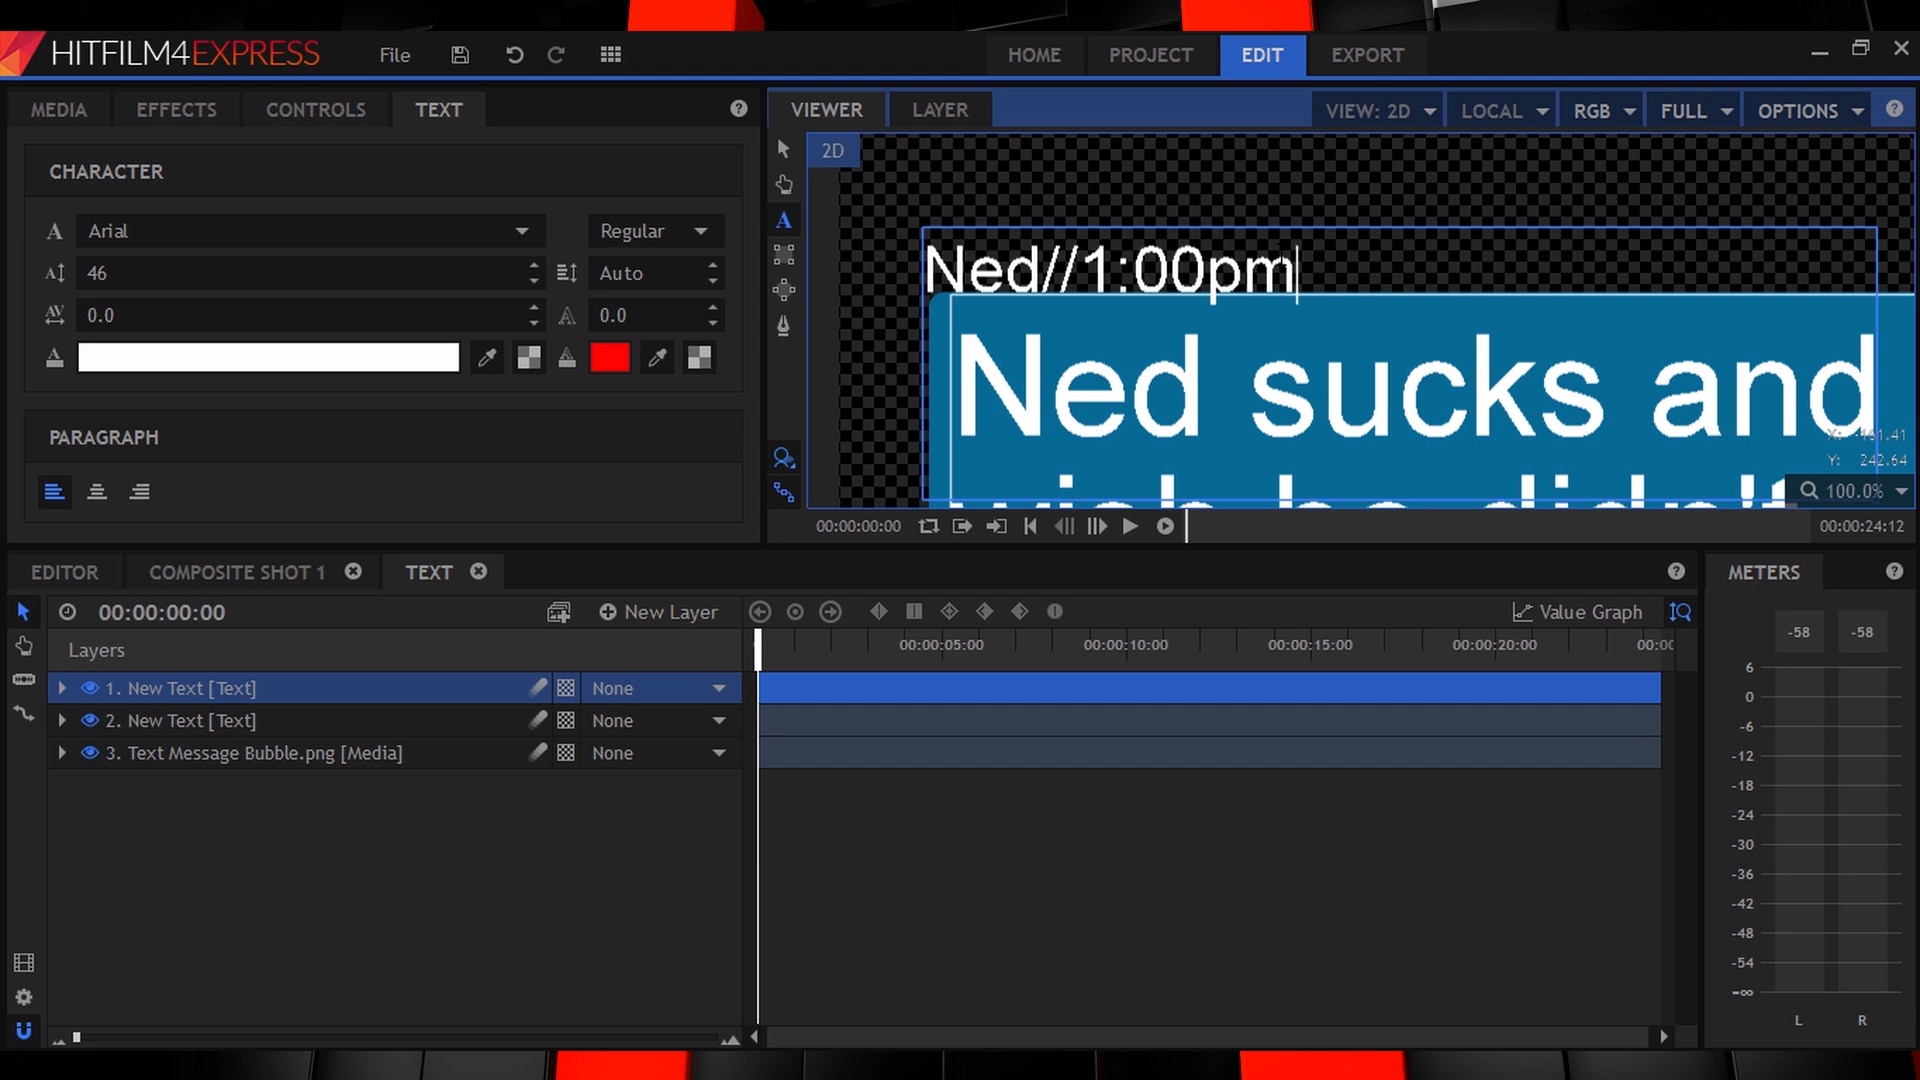 HITFILM4EXPRESS File HOME PROJECT EDIT EXPORT
MEDIA EFFECTS CONTROLS TEXT
VIEWER LAYER VIEW: 2D LOCAL RGB FULL OPTIONS
2D
CHARACTER
Arial Regular
46 Auto
0.0 0.0
PARAGRAPH
Ned//1:00pm
Ned sucks and
X: -461.41
Y: 242.64
100.0%
00:00:00:00 00:00:24:12
EDITOR COMPOSITE SHOT 1 TEXT METERS
00:00:00:00 New Layer Value Graph
Layers 00:00:05:00 00:00:10:00 00:00:15:00 00:00:20:00 00:00
1. New Text [Text] None
2. New Text [Text] None
3. Text Message Bubble.png [Media] None
-58 -58
6
0
-6
-12
-18
-24
-30
-36
-42
-48
-54
-∞
L R